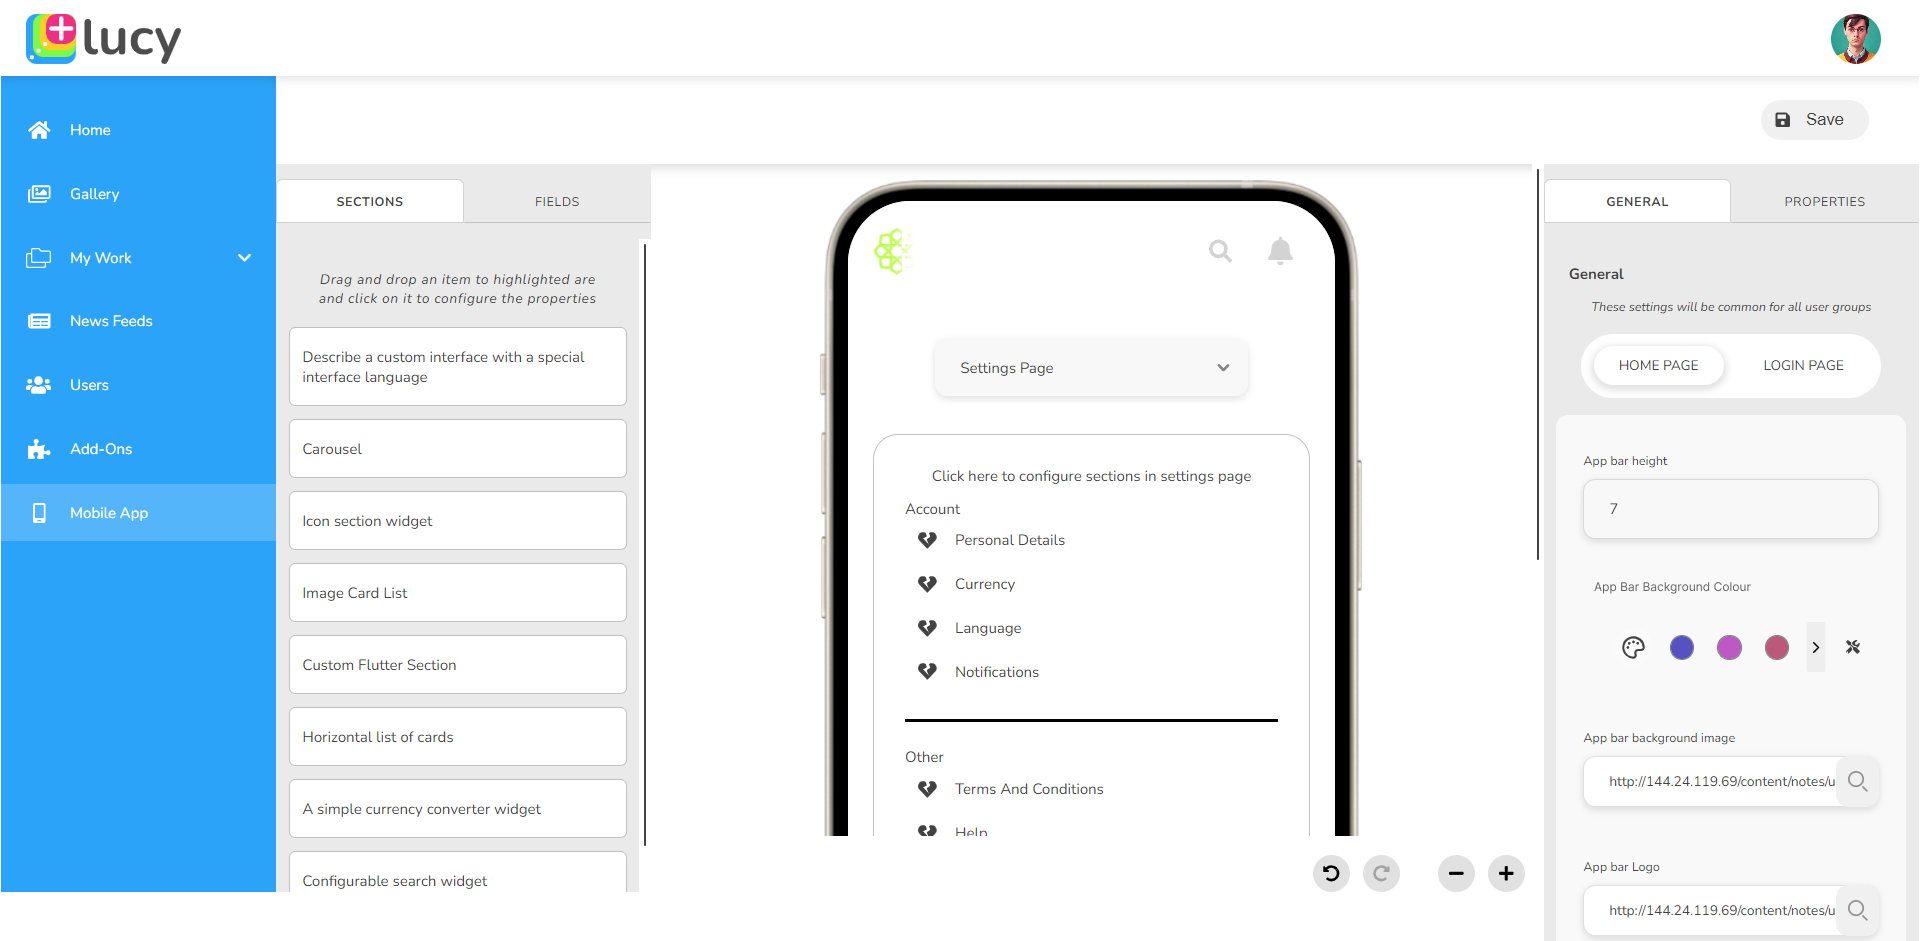 lucy
Save
Home
Gallery
My Work
News Feeds
Users
Add-Ons
Mobile App
SECTIONS
FIELDS
Drag and drop an item to highlighted are
and click on it to configure the properties
Describe a custom interface with a special
interface language
Carousel
Icon section widget
Image Card List
Custom Flutter Section
Horizontal list of cards
A simple currency converter widget
Configurable search widget
Settings Page
Click here to configure sections in settings page
Account
Personal Details
Currency
Language
Notifications
Other
Terms And Conditions
Help
GENERAL
PROPERTIES
General
These settings will be common for all user groups
HOME PAGE
LOGIN PAGE
App bar height
7
App Bar Background Colour
App bar background image
http://144.24.119.69/content/notes/u
App bar Logo
http://144.24.119.69/content/notes/u